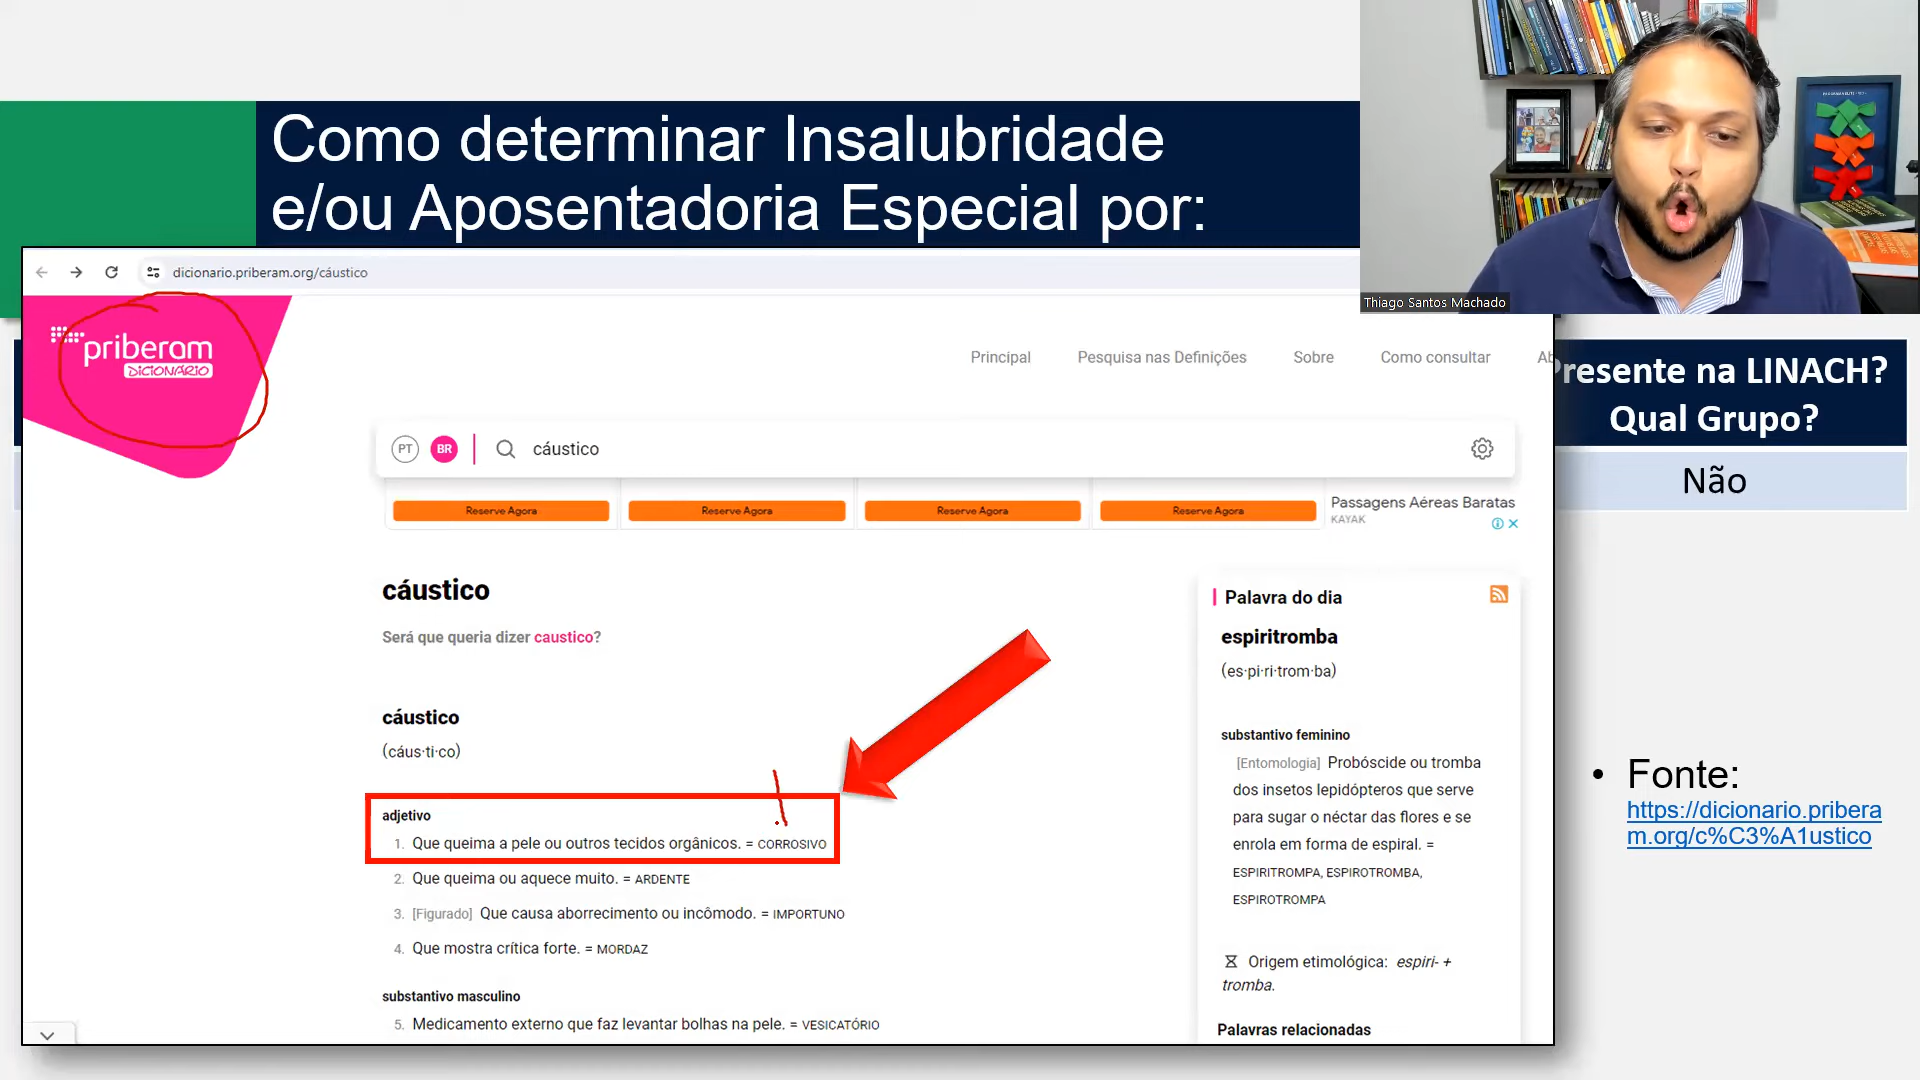 Como determinar Insalubridade
e/ou Aposentadoria Especial por:
Thiago Santos Machado
dicionario.priberam.org/cáustico
priberam
DICIONÁRIO
Principal
Pesquisa nas Definições
Sobre
Como consultar
resente na LINACH?
Qual Grupo?
Não
PT
BR
cáustico
Reserve Agora
Reserve Agora
Reserve Agora
Reserve Agora
Passagens Aéreas Baratas
KAYAK
cáustico
Será que queria dizer caustico?
cáustico
(cáus·ti·co)
adjetivo
1. Que queima a pele ou outros tecidos orgânicos. = CORROSIVO
2. Que queima ou aquece muito. = ARDENTE
3. [Figurado] Que causa aborrecimento ou incômodo. = IMPORTUNO
4. Que mostra crítica forte. = MORDAZ
substantivo masculino
5. Medicamento externo que faz levantar bolhas na pele. = VESICATÓRIO
Palavra do dia
espiritromba
(es·pi·ri·trom·ba)
substantivo feminino
[Entomologia] Probóscide ou tromba
dos insetos lepidópteros que serve
para sugar o néctar das flores e se
enrola em forma de espiral. =
ESPIRITROMPA, ESPIROTROMBA,
ESPIROTROMPA
Origem etimológica: espiri- +
tromba.
Palavras relacionadas
• Fonte:
https://dicionario.pribera
m.org/c%C3%A1ustico